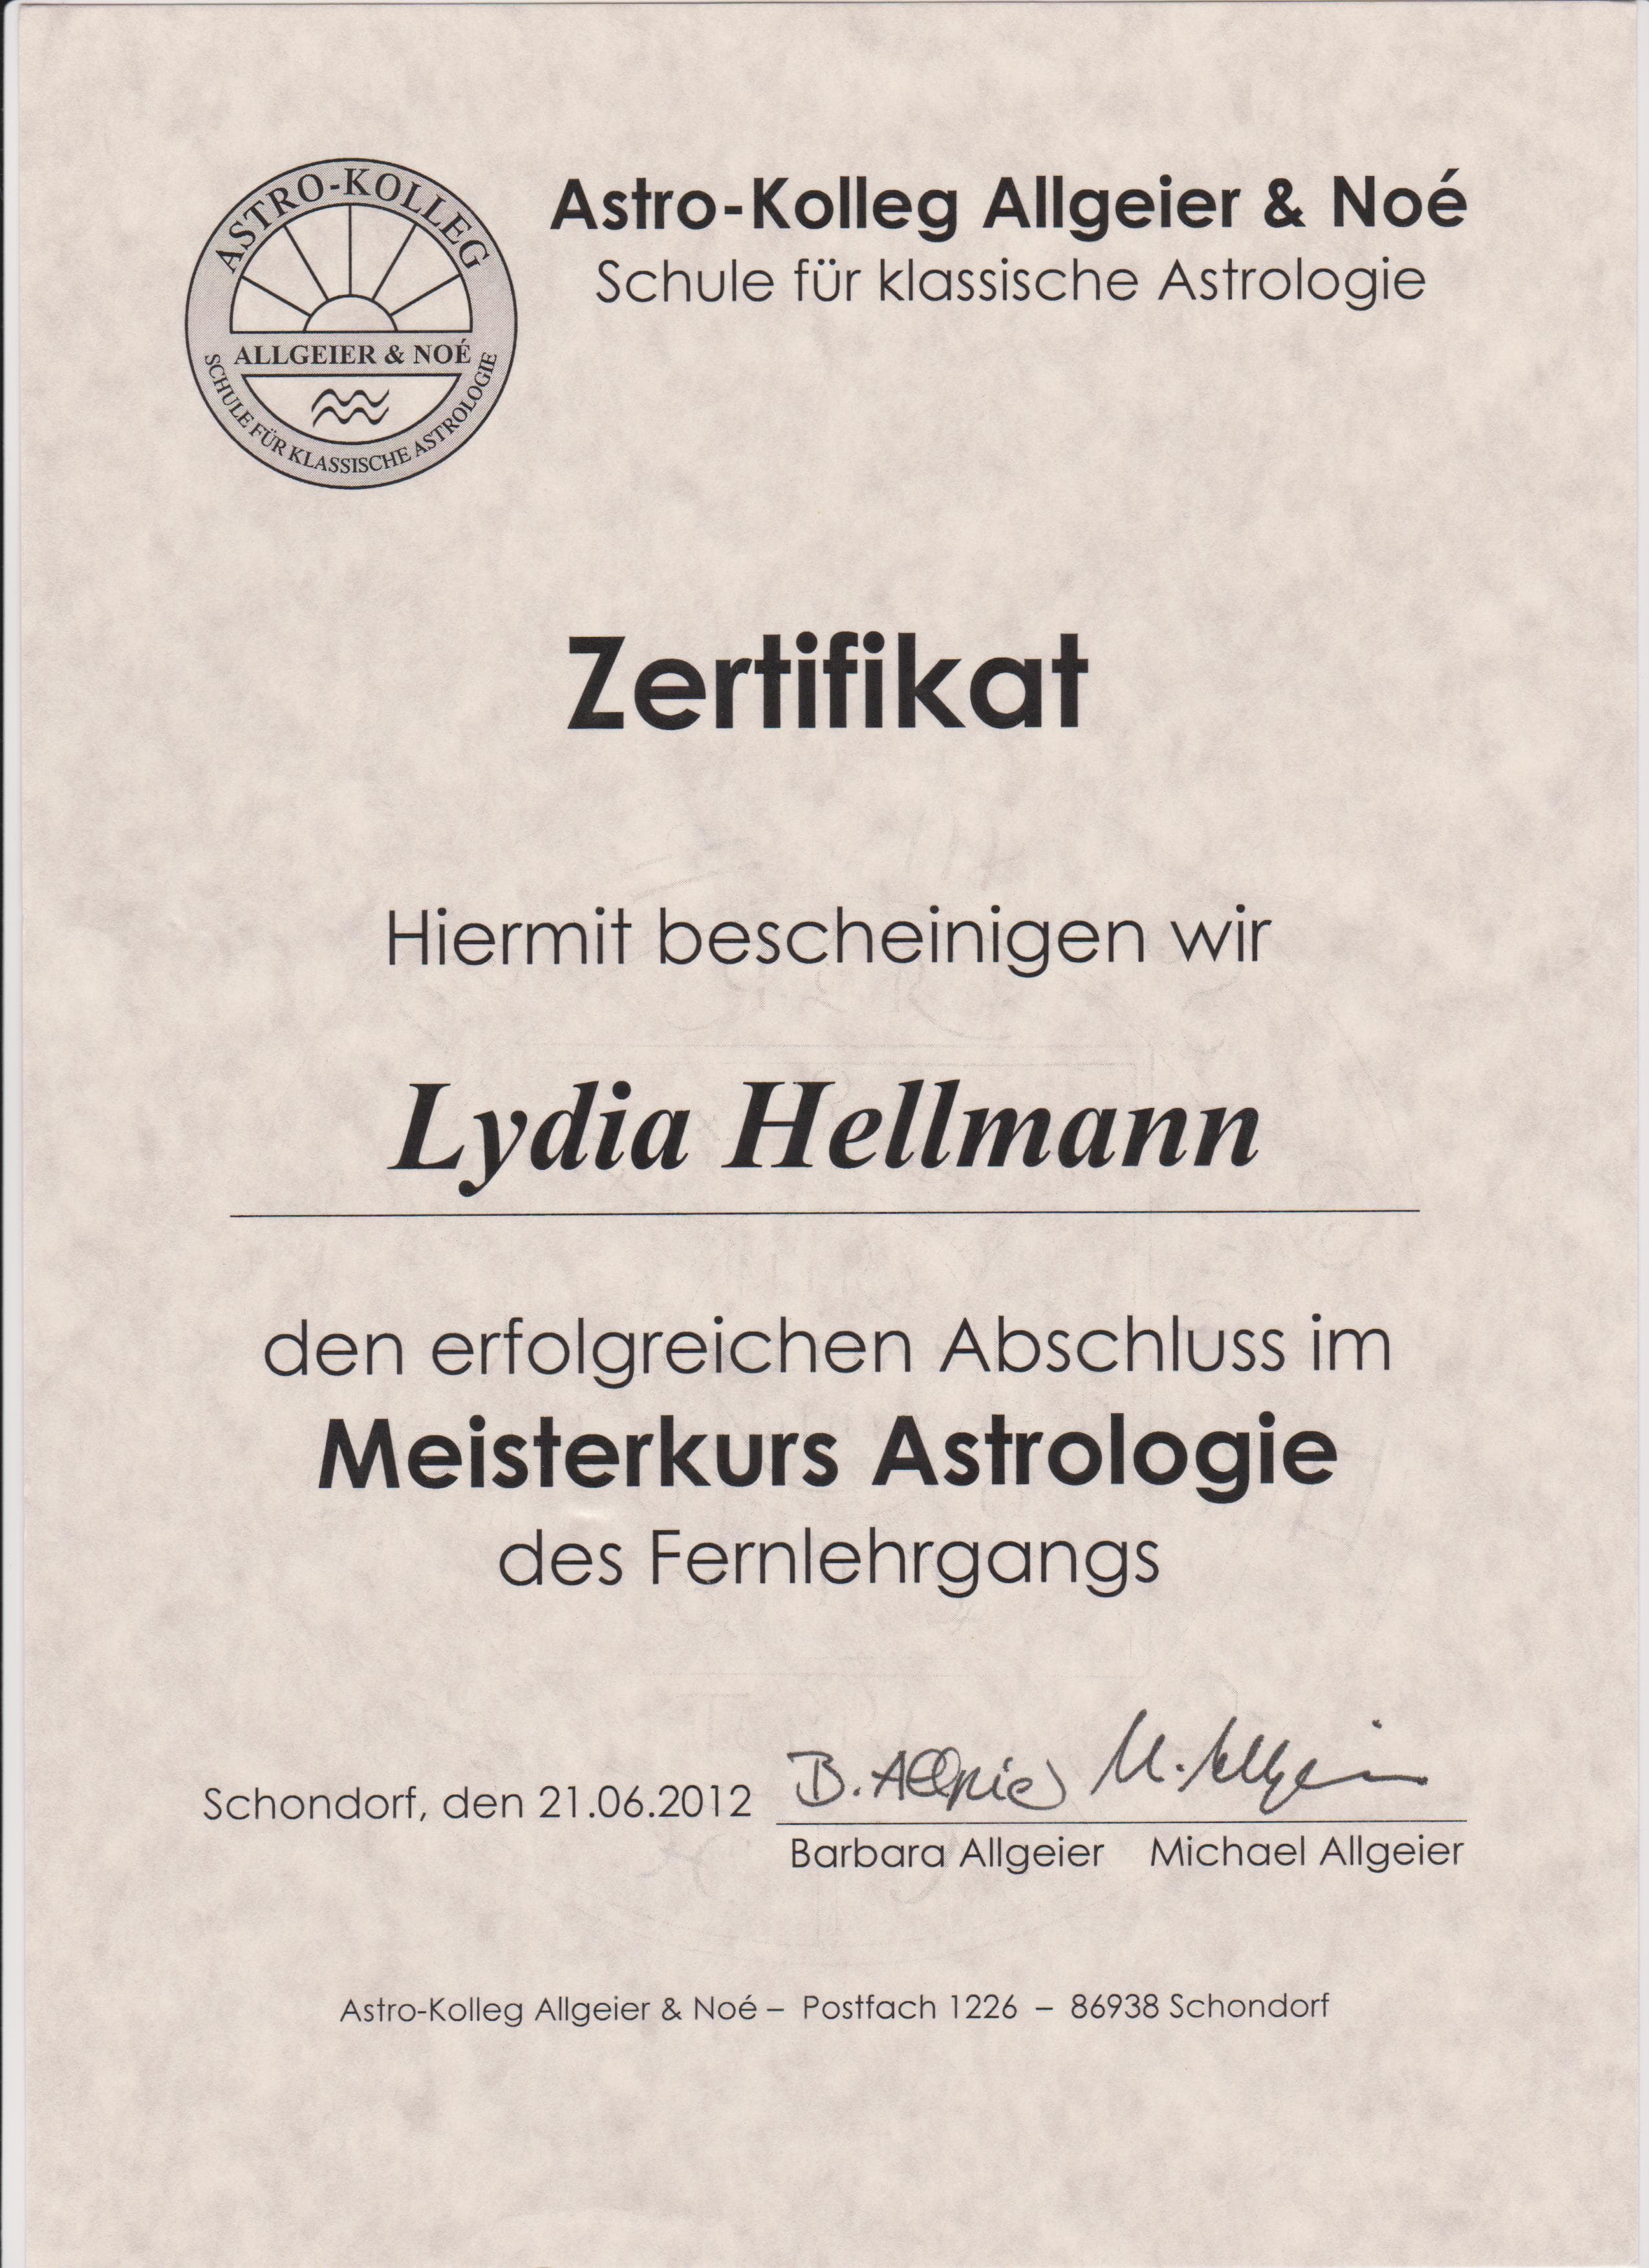 ASTRO-KOLLEG
ALLGEIER & NOÉ
SCHULE FÜR KLASSISCHE ASTROLOGIE
Astro-Kolleg Allgeier & Noé
Schule für klassische Astrologie
Zertifikat
Hiermit bescheinigen wir
Lydia Hellmann
den erfolgreichen Abschluss im
Meisterkurs Astrologie
des Fernlehrgangs
B. Allgeier M. Allgeier
Schondorf, den 21.06.2012
Barbara Allgeier Michael Allgeier
Astro-Kolleg Allgeier & Noé – Postfach 1226 – 86938 Schondorf